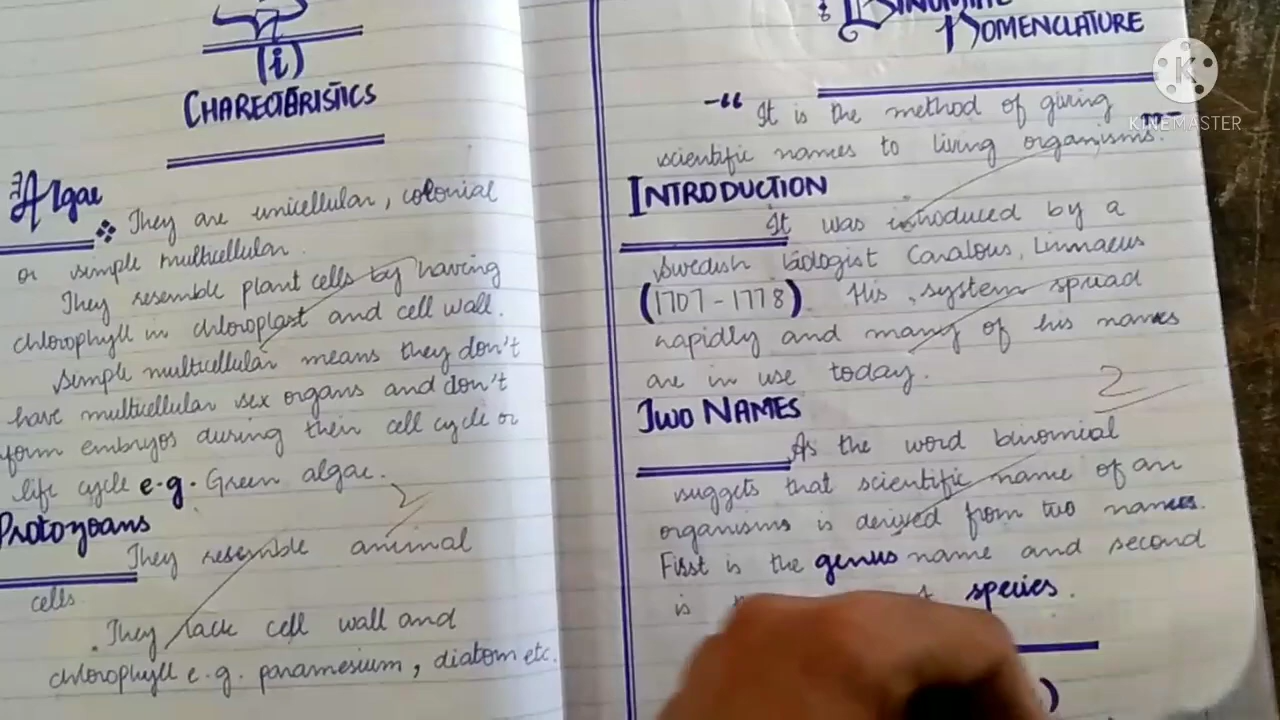 (i)
CHARECTERISTICS
Algae
They are unicellular, colonial
or simple multicellular.
They resemble plant cells by having
chlorophyll in chloroplast and cell wall.
Simple multicellular means they don't
have multicellular sex organs and don't
form embryos during their cell cycle or
life cycle e.g. Green algae.
2
Protozoans
They resemble animal
cells
. They lack cell wall and
chlorophyll e.g. paramesium, diatom etc.
BINOMIAL
NOMENCLATURE
K
KINEMASTER
-“ It is the method of giving
scientific names to living organisms.
INTRODUCTION
It was introduced by a
Swedish biologist Caralous, Linnaeus
(1707-1778) His system spread
rapidly and many of his names
are in use today.
2
TWO NAMES
As the word binomial
suggets that scientific name of an
organisms is derived from two names.
First is the genus name and second
is species.